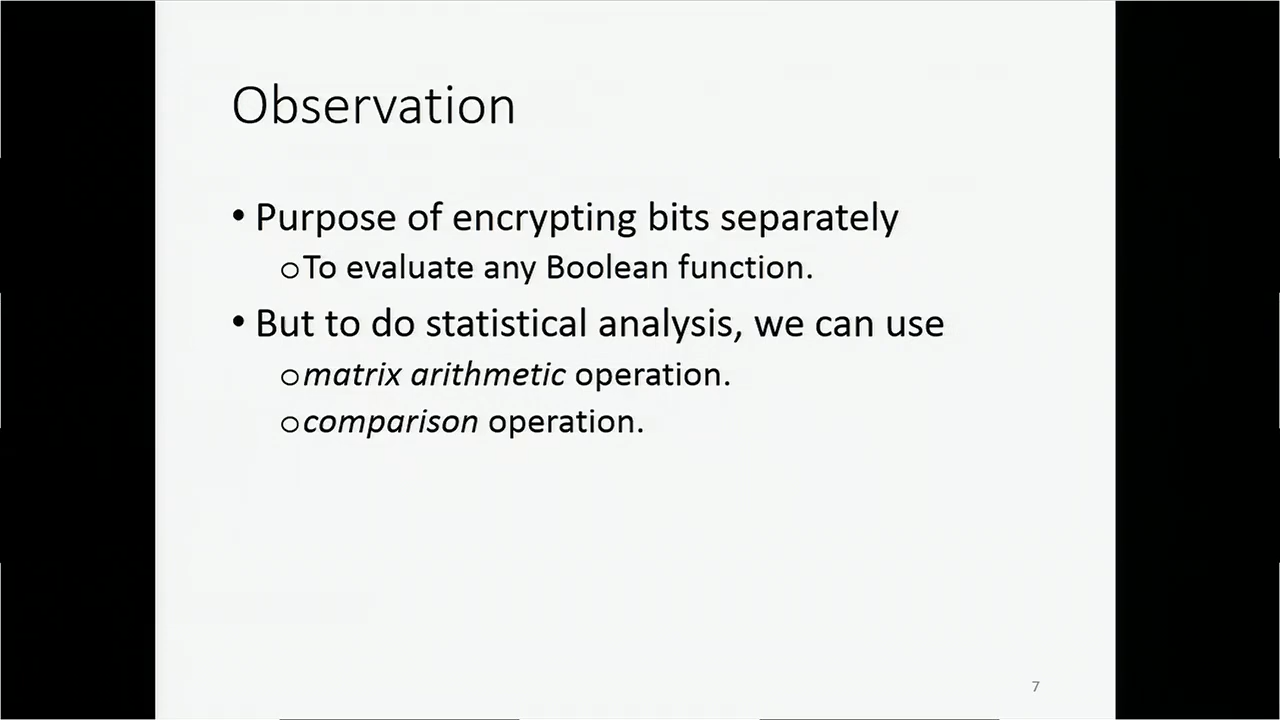 Observation
• Purpose of encrypting bits separately
o To evaluate any Boolean function.
• But to do statistical analysis, we can use
o matrix arithmetic operation.
o comparison operation.
7